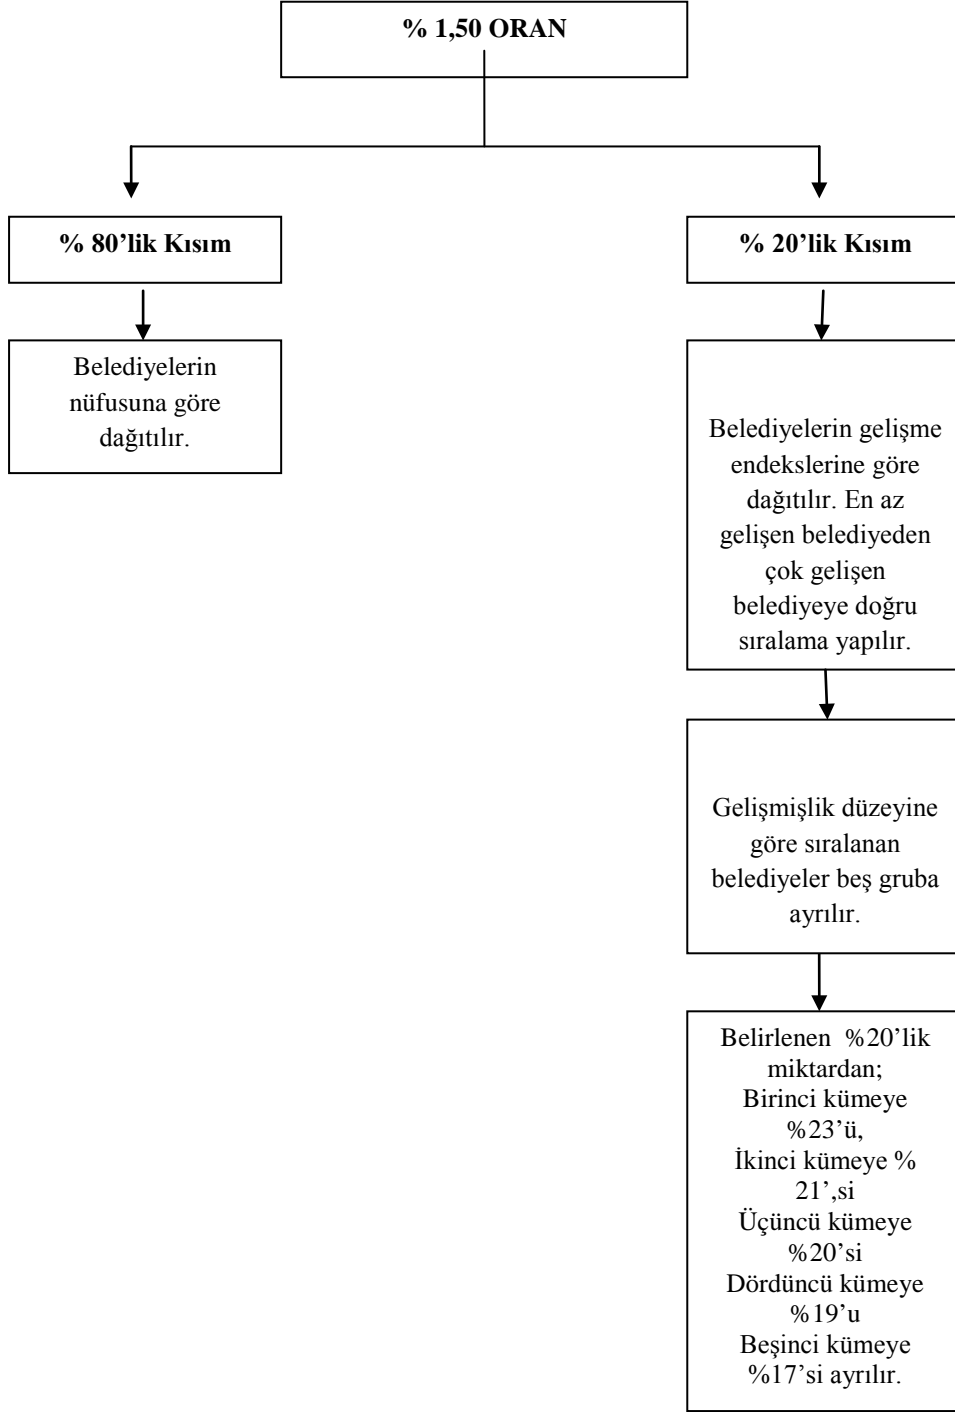 % 1,50 ORAN
% 80’lik Kısım
% 20’lik Kısım
Belediyelerin
nüfusuna göre
dağıtılır.
Belediyelerin gelişme
endekslerine göre
dağıtılır. En az
gelişen belediyeden
çok gelişen
belediyeye doğru
sıralama yapılır.
Gelişmişlik düzeyine
göre sıralanan
belediyeler beş gruba
ayrılır.
Belirlenen %20’lik
miktardan;
Birinci kümeye
%23’ü,
İkinci kümeye %
21’,si
Üçüncü kümeye
%20’si
Dördüncü kümeye
%19’u
Beşinci kümeye
%17’si ayrılır.